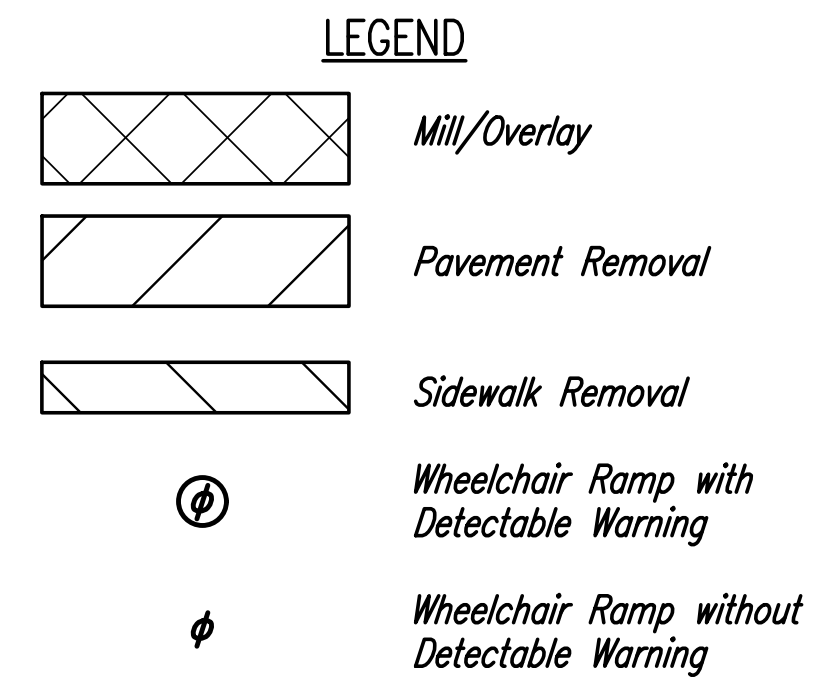 LEGEND
Mill/Overlay
Pavement Removal
Sidewalk Removal
ϕ
Wheelchair Ramp with
Detectable Warning
ϕ
Wheelchair Ramp without
Detectable Warning